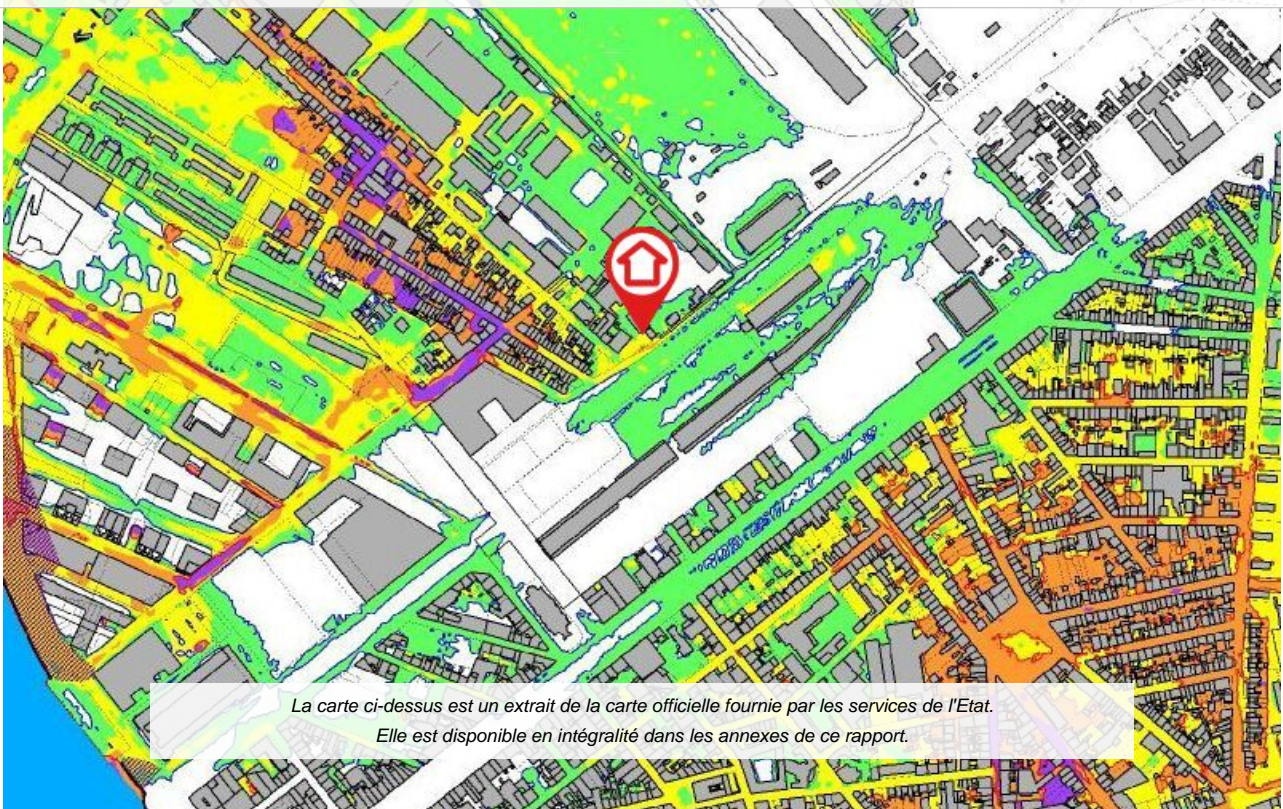 La carte ci-dessus est un extrait de la carte officielle fournie par les services de l'Etat.
Elle est disponible en intégralité dans les annexes de ce rapport.